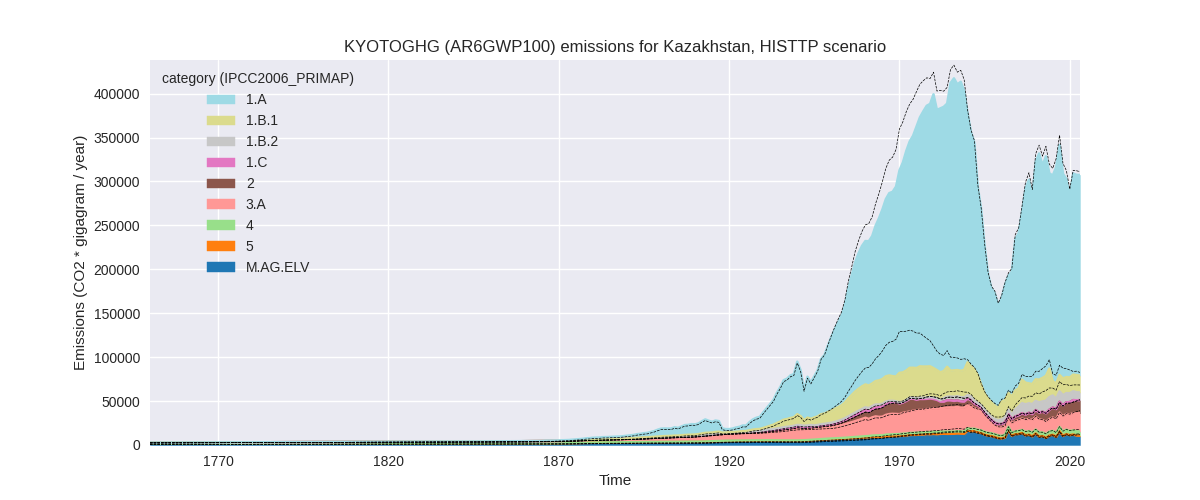 KYOTOGHG (AR6GWP100) emissions for Kazakhstan, HISTTP scenario
category (IPCC2006_PRIMAP)
1.A
1.B.1
1.B.2
1.C
2
3.A
4
5
M.AG.ELV
Emissions (CO2 * gigagram / year)
400000
350000
300000
250000
200000
150000
100000
50000
0
1770
1820
1870
1920
1970
2020
Time